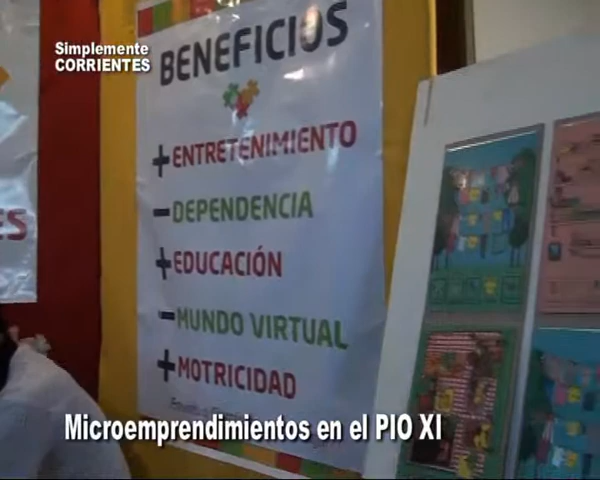 Simplemente
CORRIENTES
BENEFICIOS
+ENTRETENIMIENTO
-DEPENDENCIA
+EDUCACIÓN
-MUNDO VIRTUAL
+MOTRICIDAD
ES
Microemprendimientos en el PIO XI